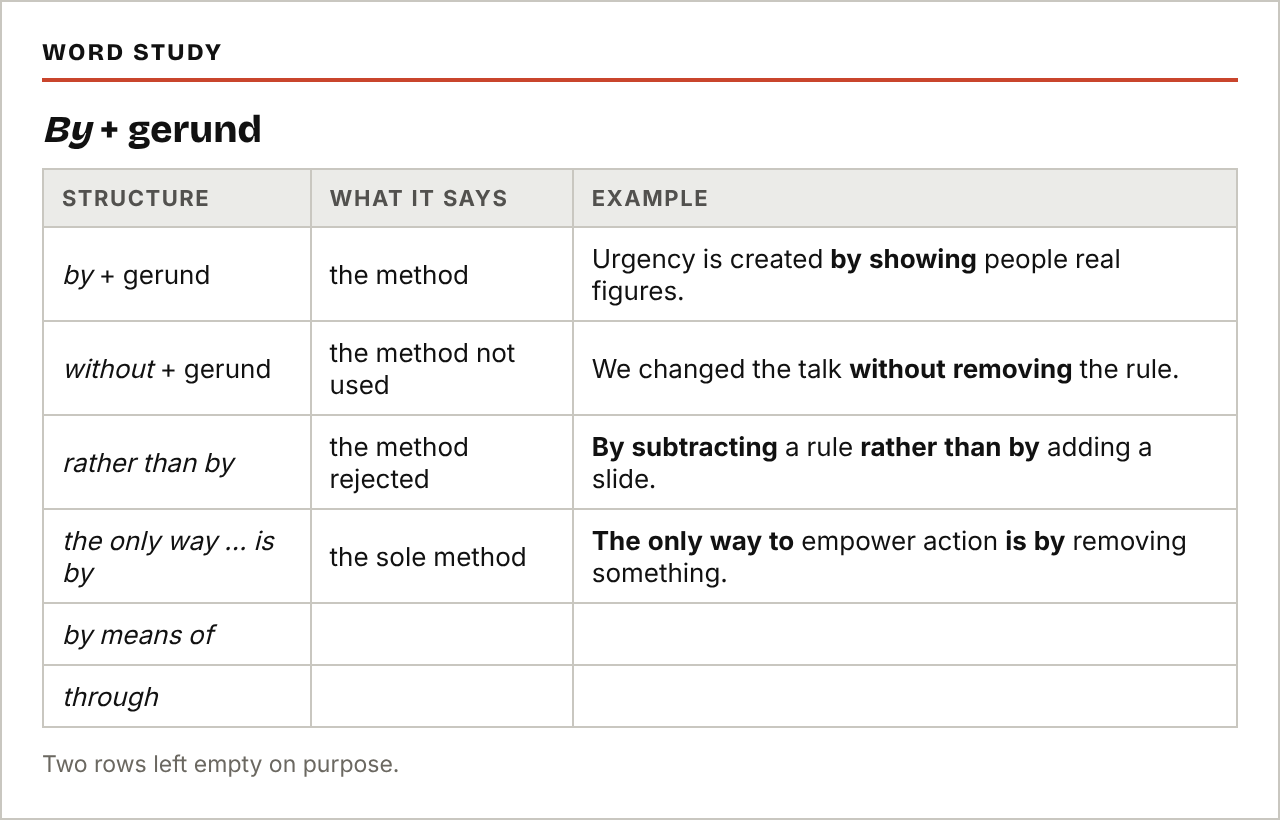 WORD STUDY
By + gerund
STRUCTURE
WHAT IT SAYS
EXAMPLE
by + gerund
the method
Urgency is created by showing people real
figures.
without + gerund
the method not
used
We changed the talk without removing the rule.
rather than by
the method
rejected
By subtracting a rule rather than by adding a
slide.
the only way … is
by
the sole method
The only way to empower action is by removing
something.
by means of
through
Two rows left empty on purpose.